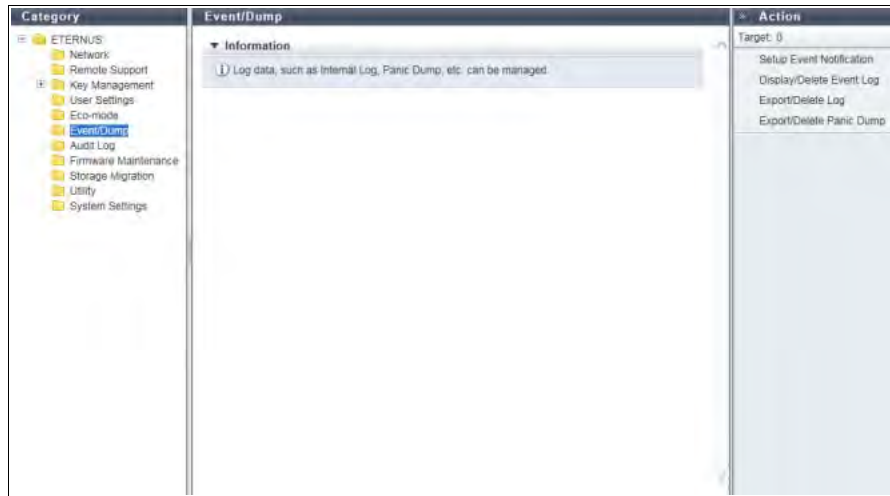 Category
ETERNUS
Network
Remote Support
Key Management
User Settings
Eco-mode
Event/Dump
Audit Log
Firmware Maintenance
Storage Migration
Utility
System Settings
Event/Dump
Information
Log data, such as Internal Log, Panic Dump, etc. can be managed.
Action
Target: 0
Setup Event Notification
Display/Delete Event Log
Export/Delete Log
Export/Delete Panic Dump